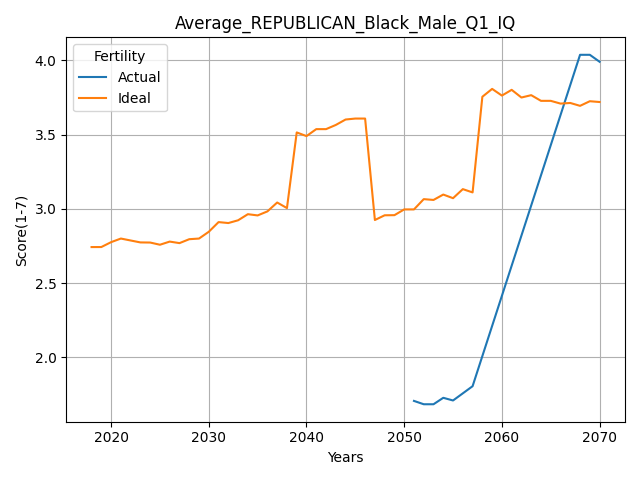 Average_REPUBLICAN_Black_Male_Q1_IQ
Fertility
Actual
Ideal
Score(1-7)
4.0
3.5
3.0
2.5
2.0
2020 2030 2040 2050 2060 2070
Years